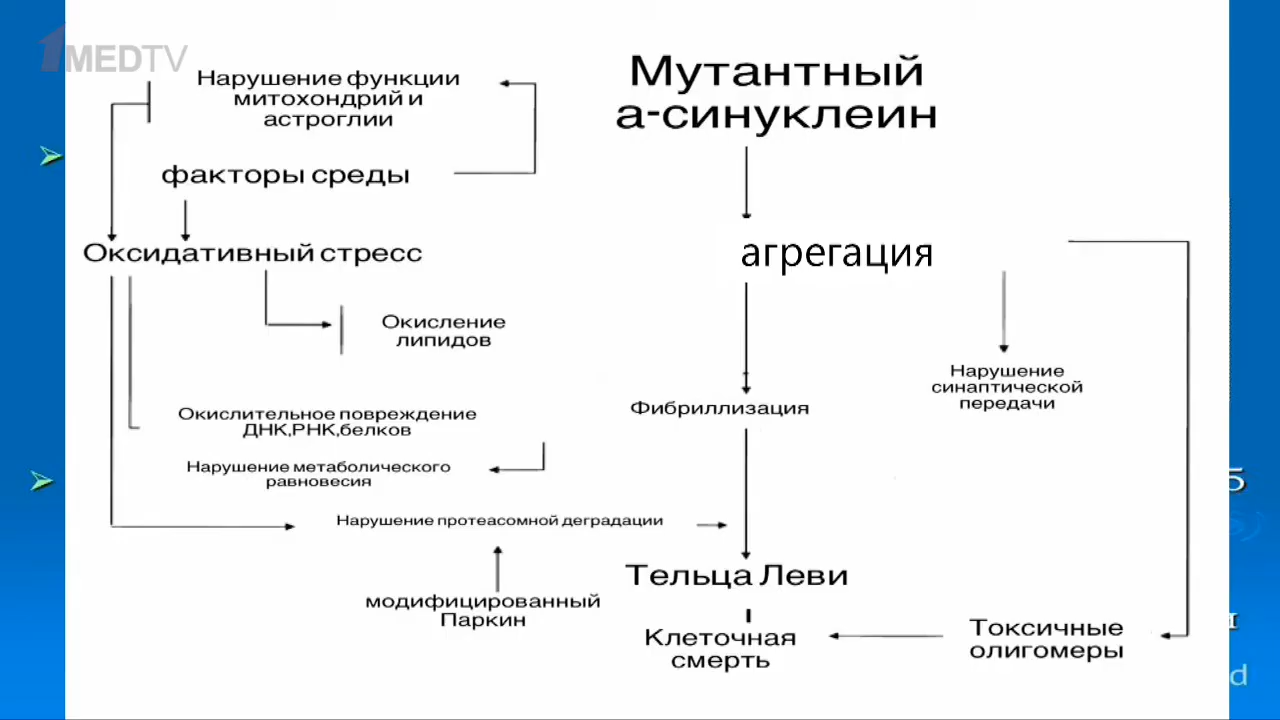 1MEDTV
Нарушение функции
митохондрий и
астроглии
факторы среды
Оксидативный стресс
Окисление
липидов
Окислительное повреждение
ДНК,РНК,белков
Нарушение метаболического
равновесия
Нарушение протеасомной деградации
модифицированный
Паркин
Мутантный
а-синуклеин
агрегация
Нарушение
синаптической
передачи
Фибриллизация
Тельца Леви
Клеточная
смерть
Токсичные
олигомеры